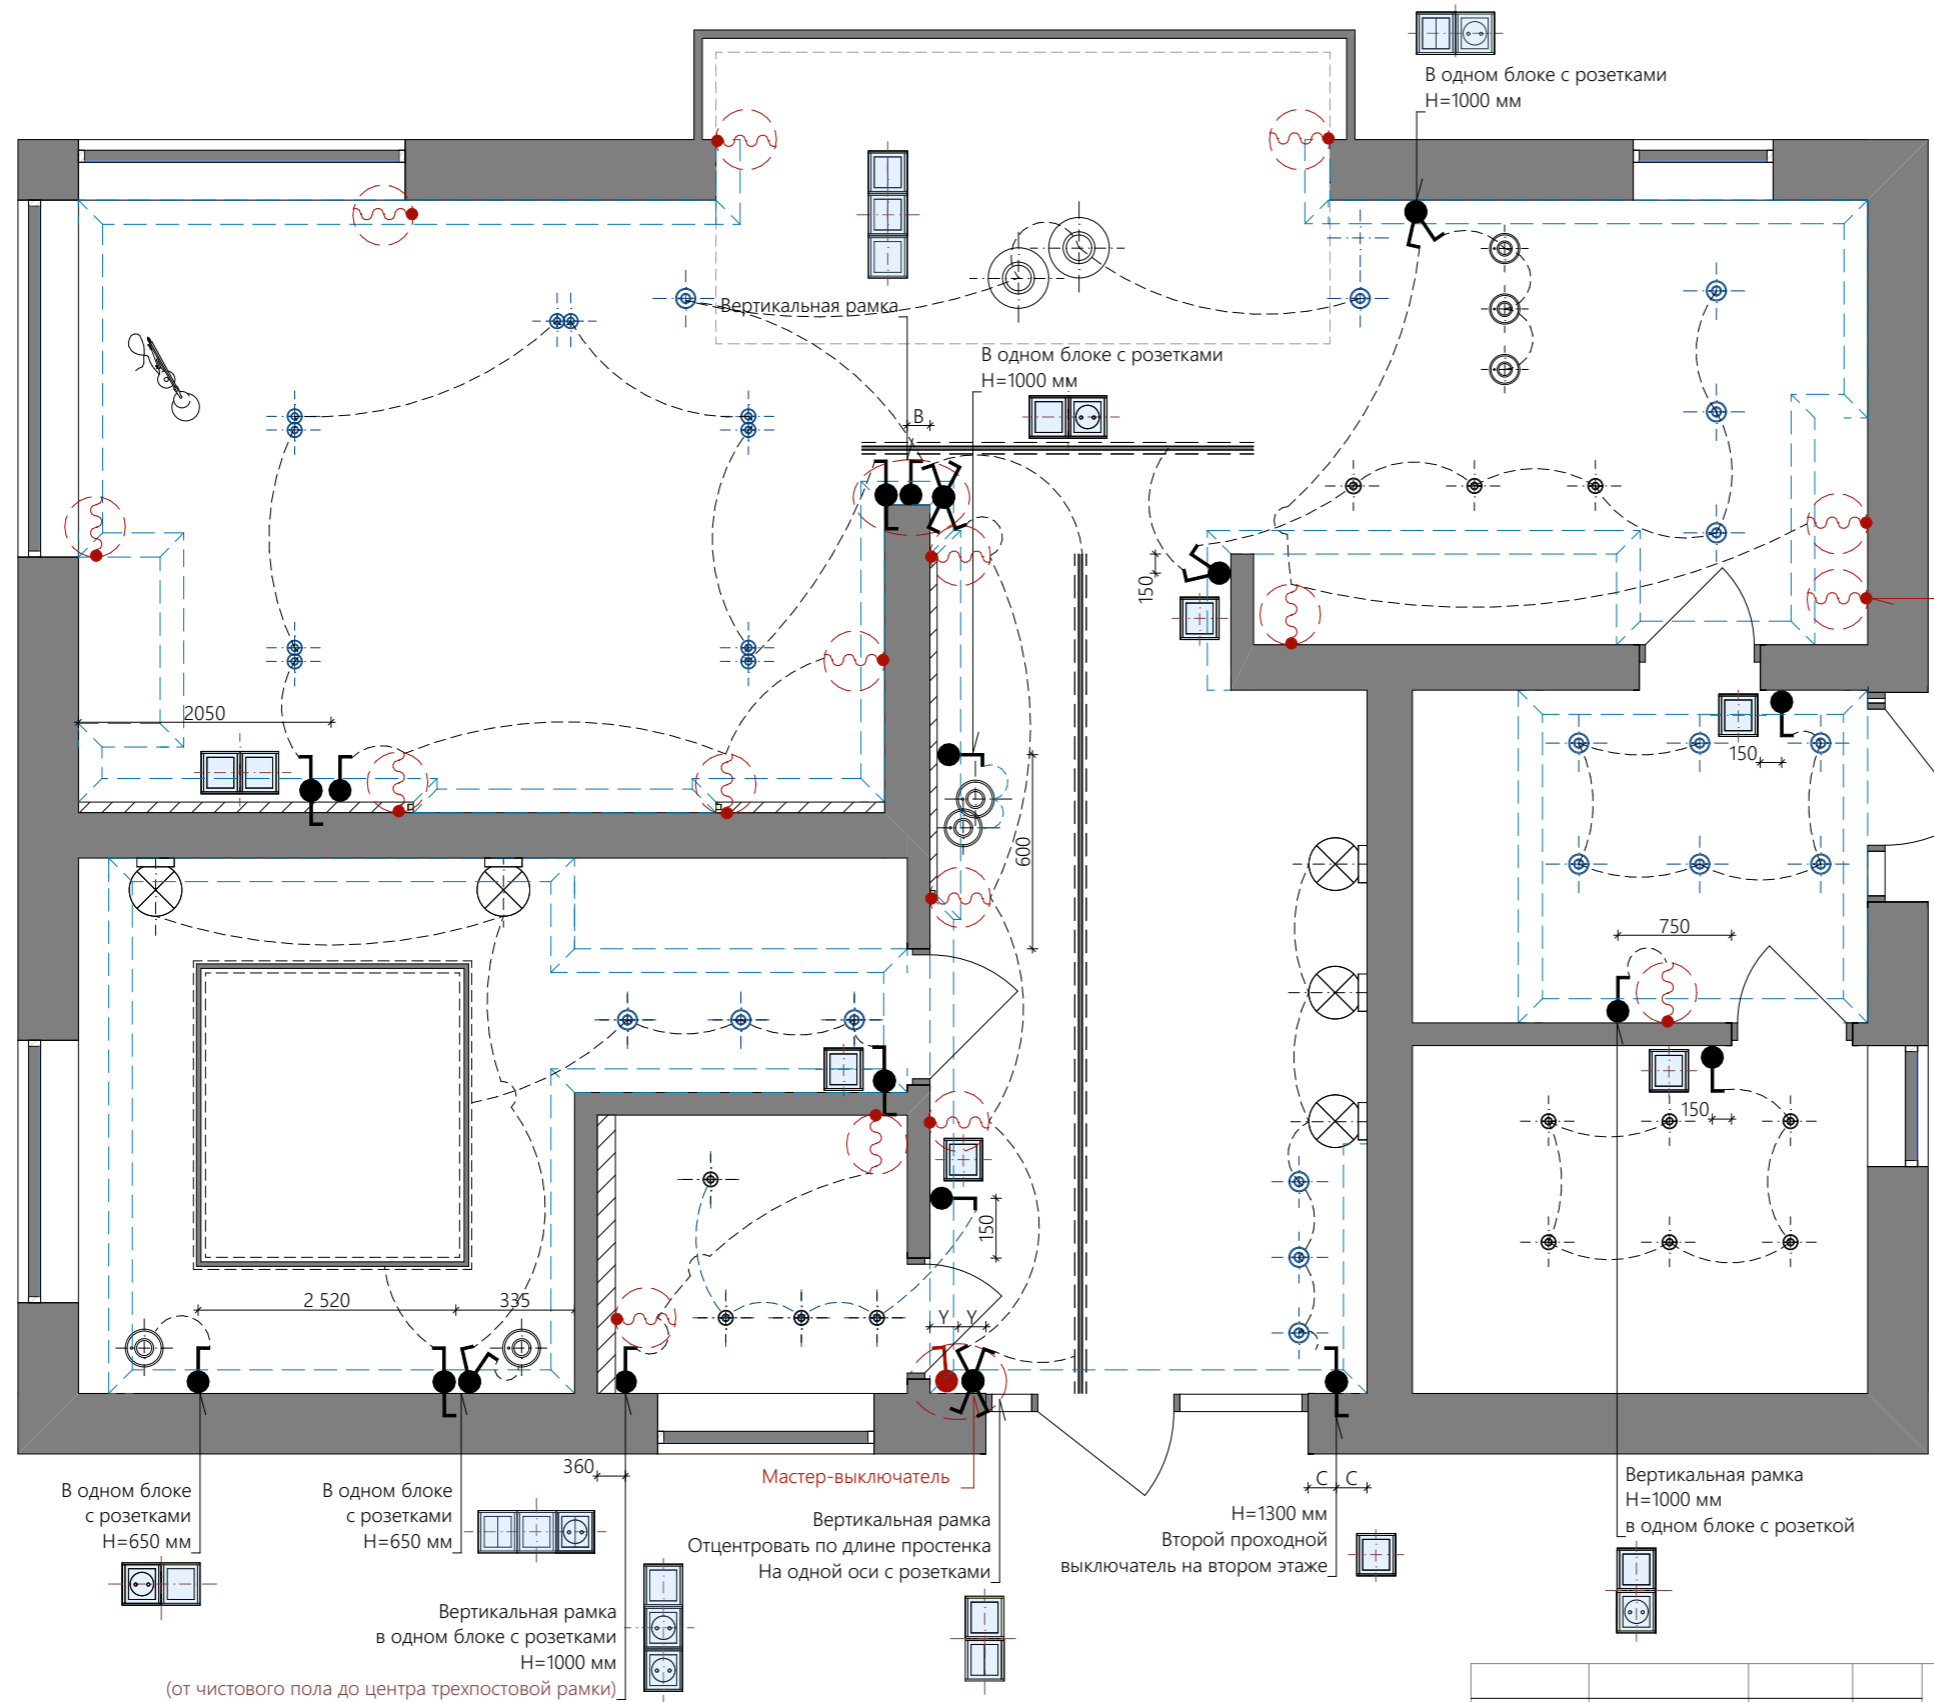 В одном блоке с розетками
H=1000 мм
Вертикальная рамка
В одном блоке с розетками
H=1000 мм
B
150
2050
150
600
750
150
150
2 520
335
Y
Y
360
Мастер-выключатель
C
C
В одном блоке
с розетками
H=650 мм
В одном блоке
с розетками
H=650 мм
Вертикальная рамка
Отцентровать по длине простенка
На одной оси с розетками
H=1300 мм
Второй проходной
выключатель на втором этаже
Вертикальная рамка
H=1000 мм
в одном блоке с розеткой
Вертикальная рамка
в одном блоке с розетками
H=1000 мм
(от чистового пола до центра трехпостовой рамки)